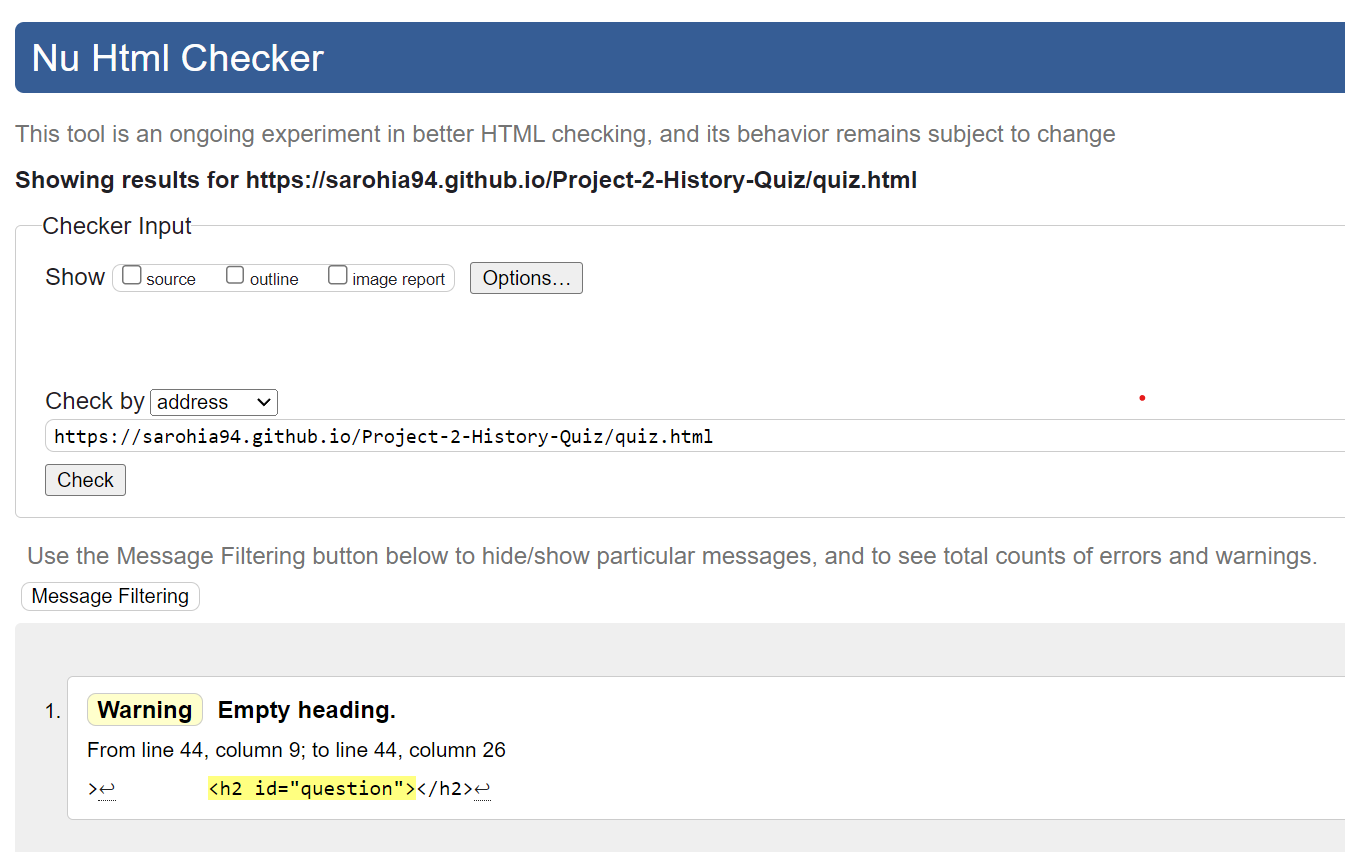 Nu Html Checker
This tool is an ongoing experiment in better HTML checking, and its behavior remains subject to change
Showing results for https://sarohia94.github.io/Project-2-History-Quiz/quiz.html
Checker Input
Show source outline image report Options…
Check by address
https://sarohia94.github.io/Project-2-History-Quiz/quiz.html
Check
Use the Message Filtering button below to hide/show particular messages, and to see total counts of errors and warnings.
Message Filtering
1. Warning Empty heading.
From line 44, column 9; to line 44, column 26
>↩ <h2 id="question"></h2>↩